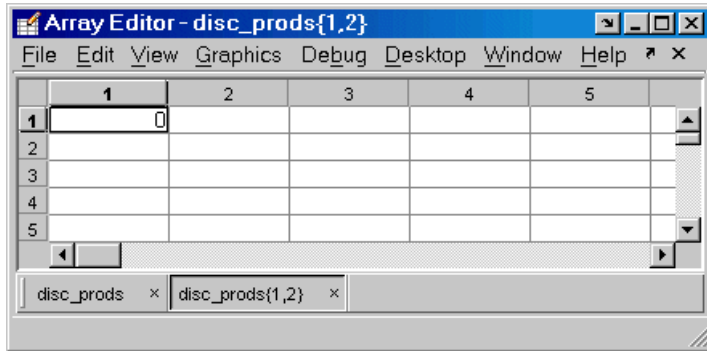 Array Editor - disc_prods{1,2}
File Edit View Graphics Debug Desktop Window Help
1 2 3 4 5
1 0
2
3
4
5
disc_prods × disc_prods{1,2} ×